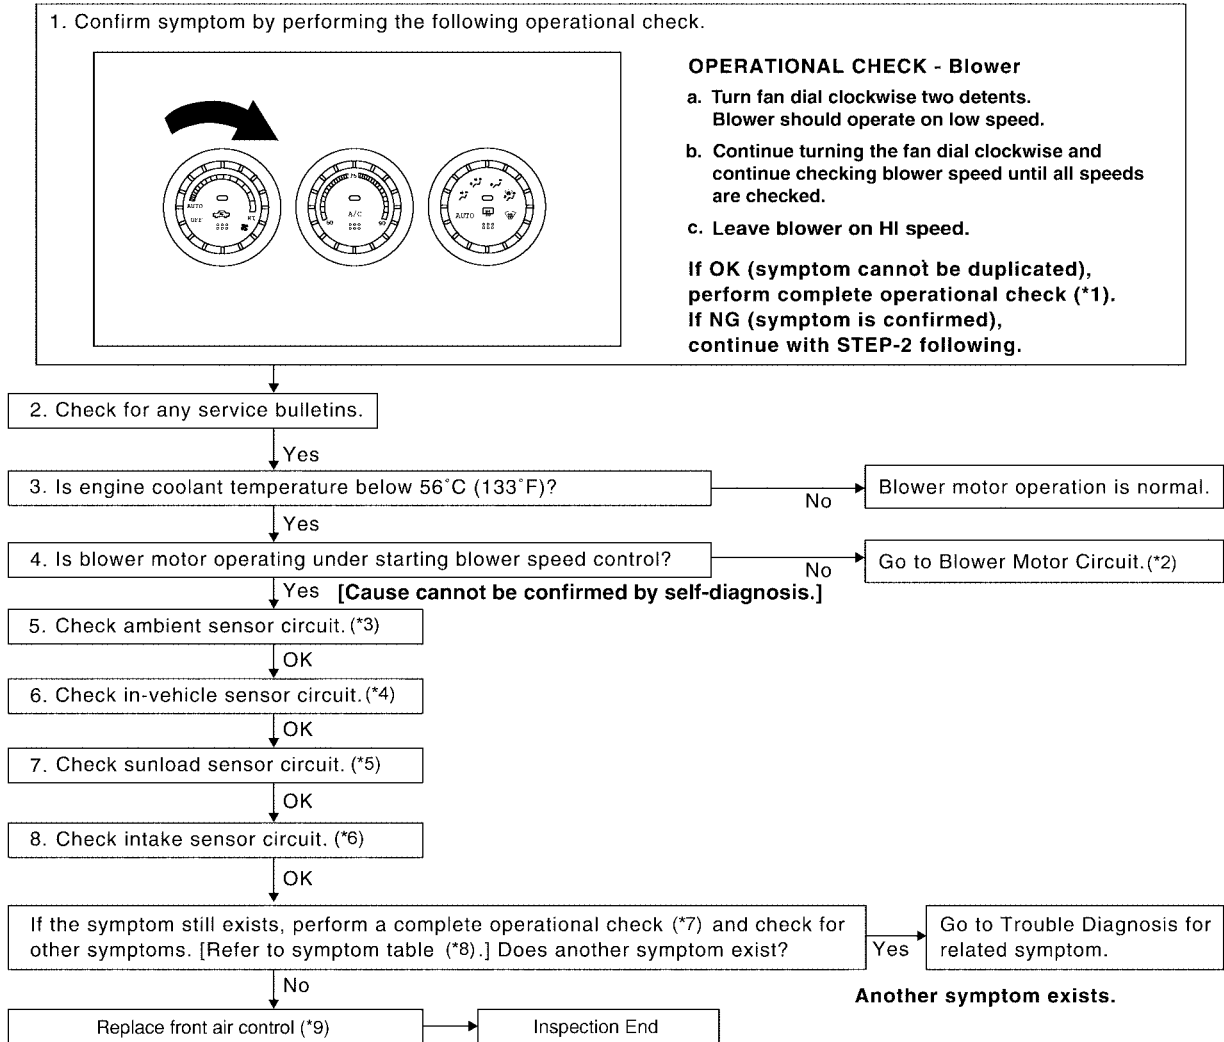 1. Confirm symptom by performing the following operational check.
OPERATIONAL CHECK - Blower
a. Turn fan dial clockwise two detents.
Blower should operate on low speed.
b. Continue turning the fan dial clockwise and
continue checking blower speed until all speeds
are checked.
c. Leave blower on HI speed.
If OK (symptom cannot be duplicated),
perform complete operational check (*1).
If NG (symptom is confirmed),
continue with STEP-2 following.
AUTO
OFF
HI
75
A/C
60
90
AUTO
2. Check for any service bulletins.
Yes
3. Is engine coolant temperature below 56°C (133°F)?
No
Blower motor operation is normal.
Yes
4. Is blower motor operating under starting blower speed control?
No
Go to Blower Motor Circuit.(*2)
Yes [Cause cannot be confirmed by self-diagnosis.]
5. Check ambient sensor circuit.(*3)
OK
6. Check in-vehicle sensor circuit.(*4)
OK
7. Check sunload sensor circuit. (*5)
OK
8. Check intake sensor circuit. (*6)
OK
If the symptom still exists, perform a complete operational check (*7) and check for
other symptoms. [Refer to symptom table (*8).] Does another symptom exist?
Yes
Go to Trouble Diagnosis for
related symptom.
No
Another symptom exists.
Replace front air control (*9)
Inspection End